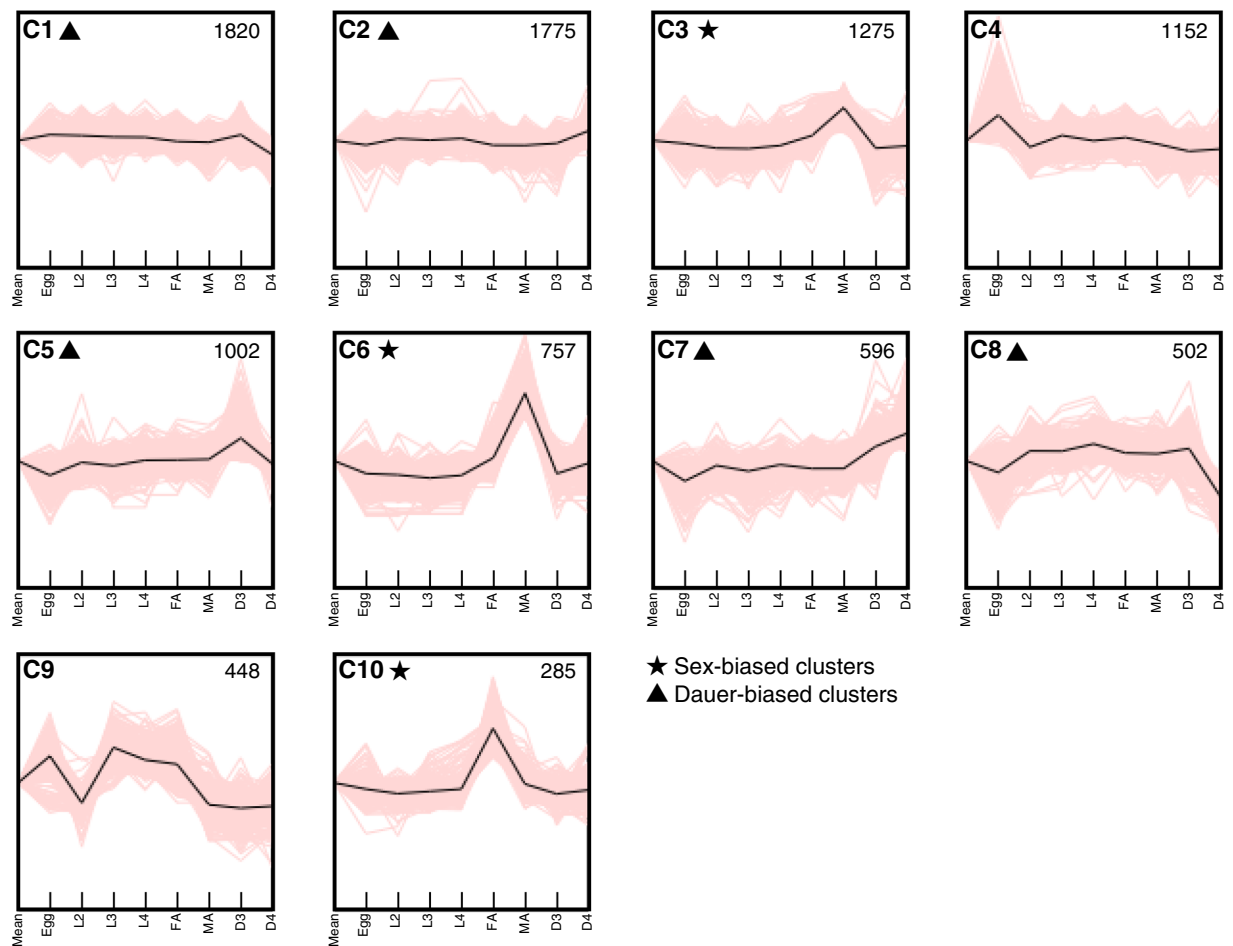 C1 ▲ 1820
C2 ▲ 1775
C3 ★ 1275
C4 1152
Mean Egg L2 L3 L4 FA MA D3 D4
Mean Egg L2 L3 L4 FA MA D3 D4
Mean Egg L2 L3 L4 FA MA D3 D4
Mean Egg L2 L3 L4 FA MA D3 D4
C5 ▲ 1002
C6 ★ 757
C7 ▲ 596
C8 ▲ 502
Mean Egg L2 L3 L4 FA MA D3 D4
Mean Egg L2 L3 L4 FA MA D3 D4
Mean Egg L2 L3 L4 FA MA D3 D4
Mean Egg L2 L3 L4 FA MA D3 D4
C9 448
C10 ★ 285
★ Sex-biased clusters
▲ Dauer-biased clusters
Mean Egg L2 L3 L4 FA MA D3 D4
Mean Egg L2 L3 L4 FA MA D3 D4